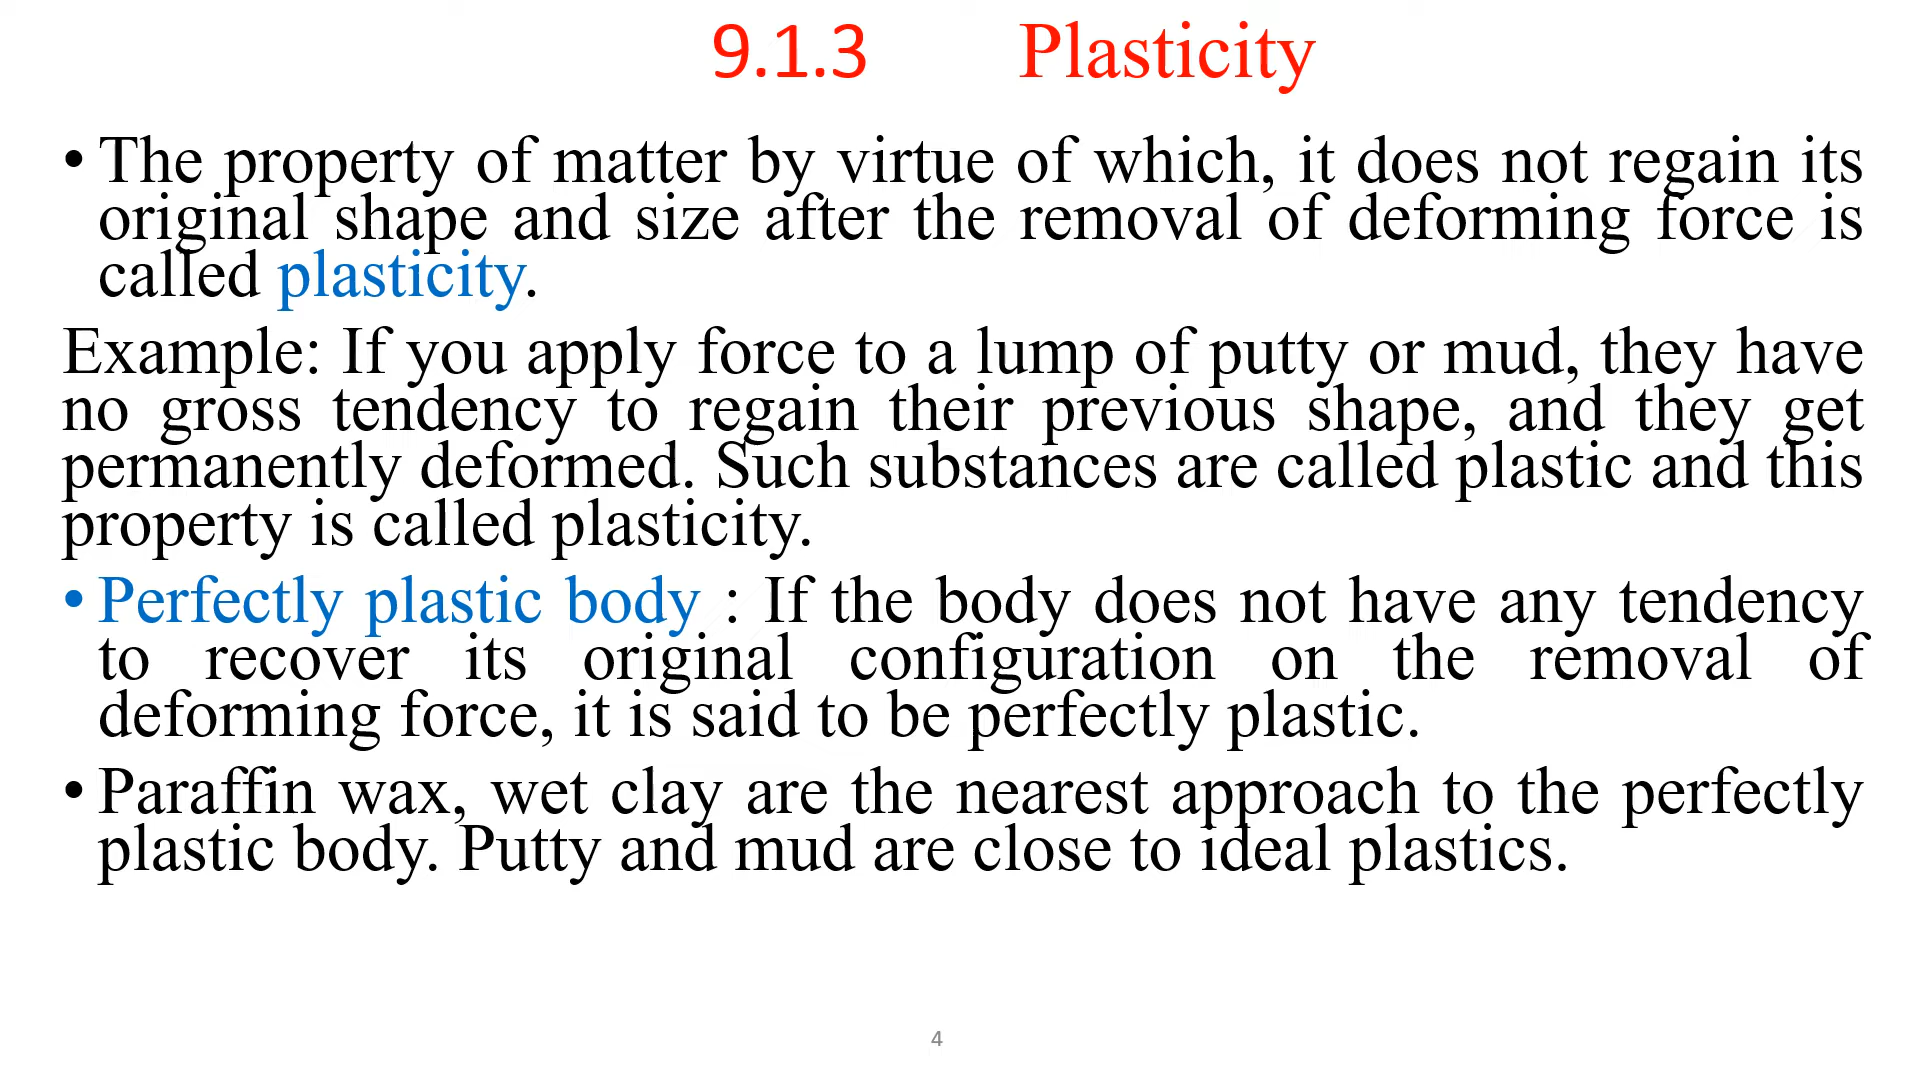 9.1.3 Plasticity
• The property of matter by virtue of which, it does not regain its
original shape and size after the removal of deforming force is
called plasticity.
Example: If you apply force to a lump of putty or mud, they have
no gross tendency to regain their previous shape, and they get
permanently deformed. Such substances are called plastic and this
property is called plasticity.
• Perfectly plastic body : If the body does not have any tendency
to recover its original configuration on the removal of
deforming force, it is said to be perfectly plastic.
• Paraffin wax, wet clay are the nearest approach to the perfectly
plastic body. Putty and mud are close to ideal plastics.
4